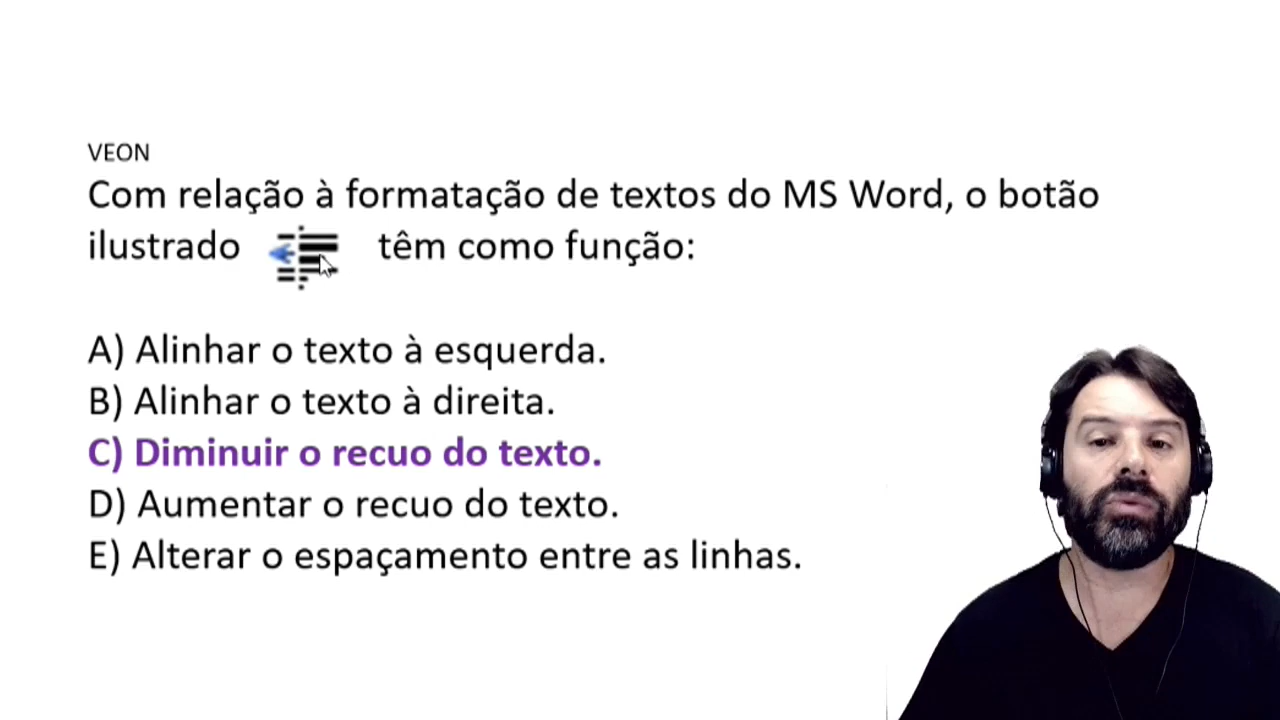 VEON
Com relação à formatação de textos do MS Word, o botão
ilustrado têm como função:
A) Alinhar o texto à esquerda.
B) Alinhar o texto à direita.
C) Diminuir o recuo do texto.
D) Aumentar o recuo do texto.
E) Alterar o espaçamento entre as linhas.